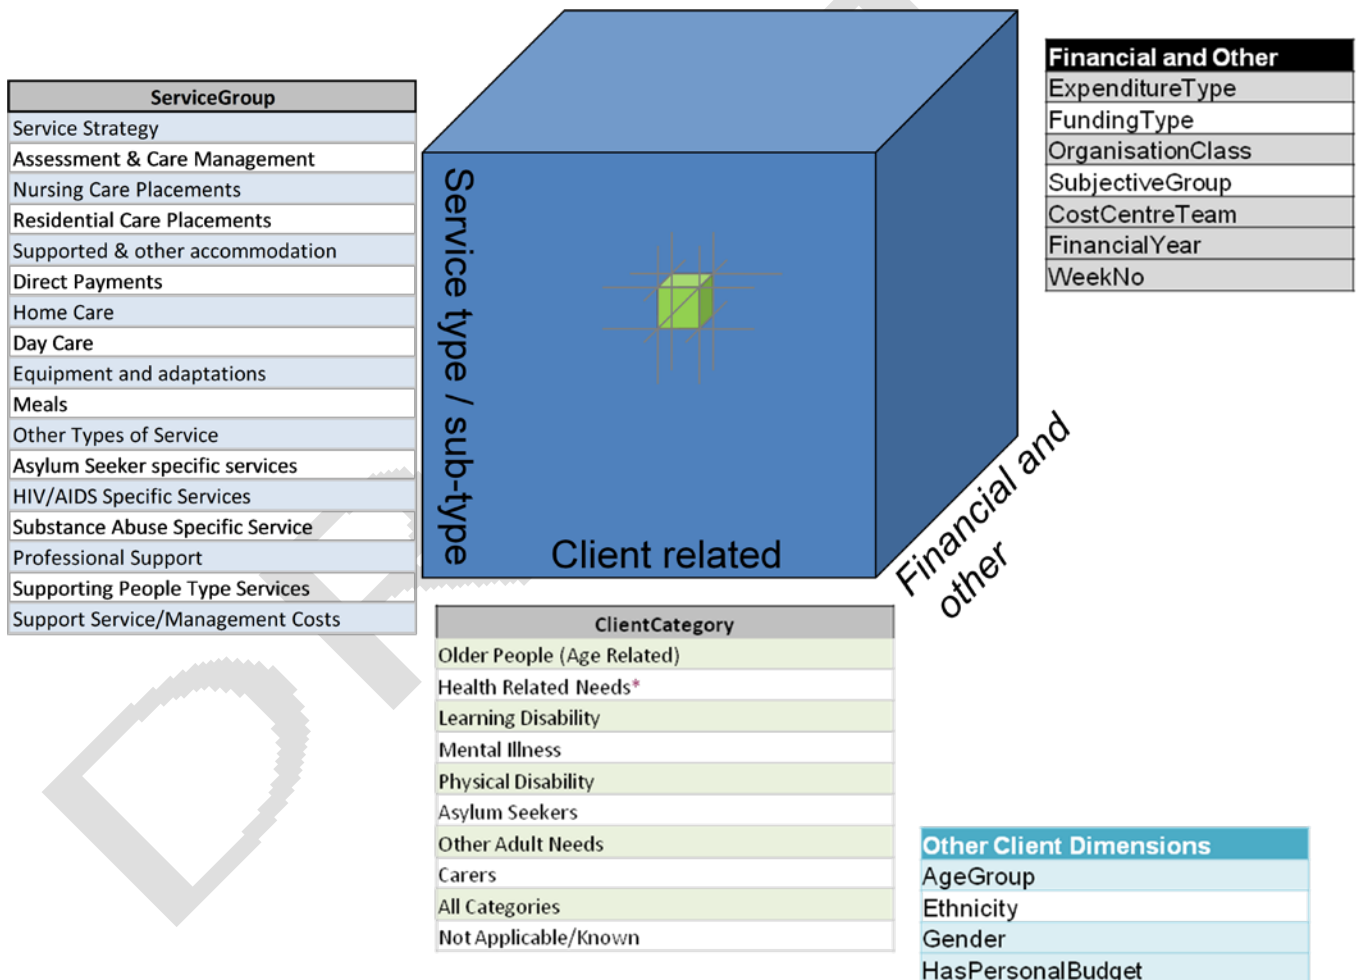 ServiceGroup
Service Strategy
Assessment & Care Management
Nursing Care Placements
Residential Care Placements
Supported & other accommodation
Direct Payments
Home Care
Day Care
Equipment and adaptations
Meals
Other Types of Service
Asylum Seeker specific services
HIV/AIDS Specific Services
Substance Abuse Specific Service
Professional Support
Supporting People Type Services
Support Service/Management Costs
Service type / sub-type
Client related
Financial and
other
Financial and Other
ExpenditureType
FundingType
OrganisationClass
SubjectiveGroup
CostCentreTeam
FinancialYear
WeekNo
ClientCategory
Older People (Age Related)
Health Related Needs*
Learning Disability
Mental Illness
Physical Disability
Asylum Seekers
Other Adult Needs
Carers
All Categories
Not Applicable/Known
Other Client Dimensions
AgeGroup
Ethnicity
Gender
HasPersonalBudget